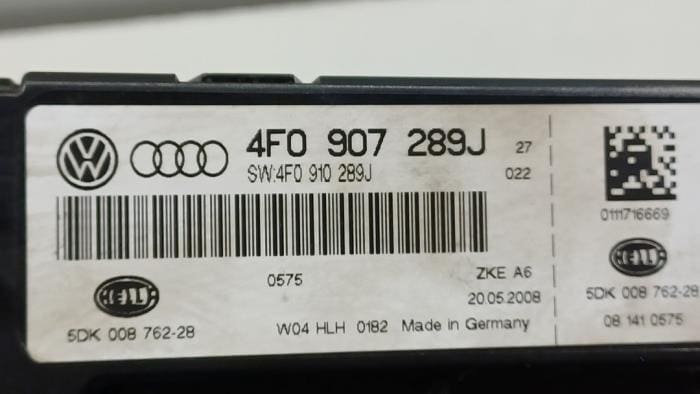 4F0 907 289J 27
SW:4F0 910 289J 022
0575 ZKE A6
20.05.2008
HELLA
5DK 008 762-28
W04 HLH 0182 Made in Germany
0111716669
HELLA
5DK 008 762-28
08 141 0575